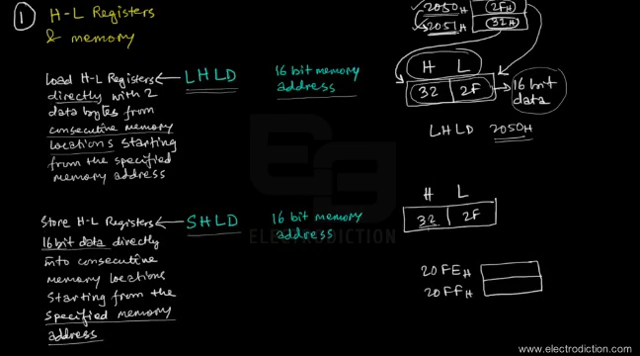 1 H-L Registers
& memory
2050H 2FH
2051H 32H
Load H-L Registers
directly with 2
data bytes from
consecutive memory
locations starting
from the specified
memory address
LHLD
16 bit memory
address
H L
32 2F
16 bit
data
LHLD 2050H
Store H-L Registers
16bit data directly
into consecutive
memory locations
starting from the
specified memory
address
SHLD
16 bit memory
address
H L
32 2F
20FEH
20FFH
ELECTRODICTION
www.electrodiction.com